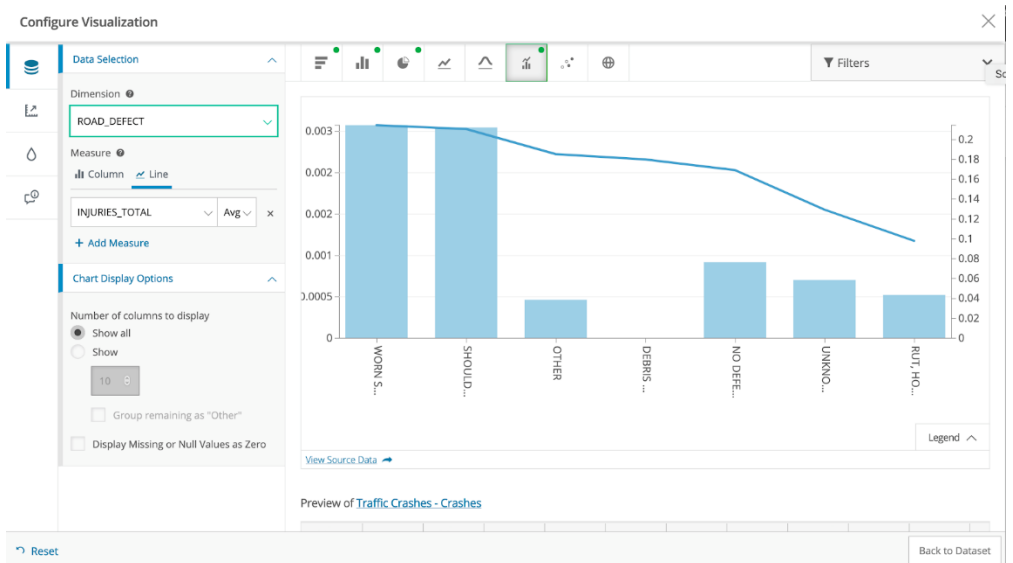 Configure Visualization
Data Selection
Filters
Sc
Dimension
ROAD_DEFECT
Measure
Column
Line
INJURIES_TOTAL
Avg
+ Add Measure
Chart Display Options
Number of columns to display
Show all
Show
10
Group remaining as "Other"
Display Missing or Null Values as Zero
0.003
0.002
0.002
0.001
0.0005
0
0.2
0.18
0.16
0.14
0.12
0.1
0.08
0.06
0.04
0.02
0
WORN S...
SHOULD...
OTHER
DEBRIS ...
NO DEFE...
UNKNO...
RUT, HO...
Legend
View Source Data
Preview of Traffic Crashes - Crashes
Reset
Back to Dataset